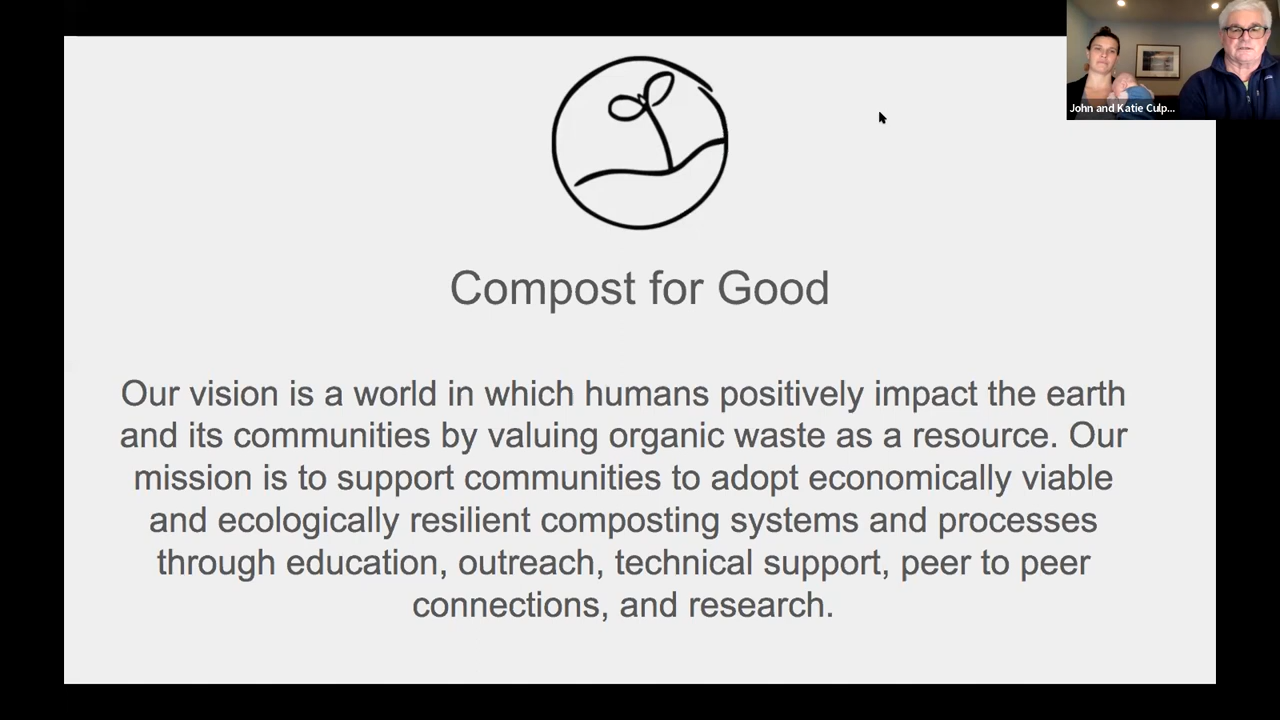 John and Katie Culp...
Compost for Good
Our vision is a world in which humans positively impact the earth
and its communities by valuing organic waste as a resource. Our
mission is to support communities to adopt economically viable
and ecologically resilient composting systems and processes
through education, outreach, technical support, peer to peer
connections, and research.